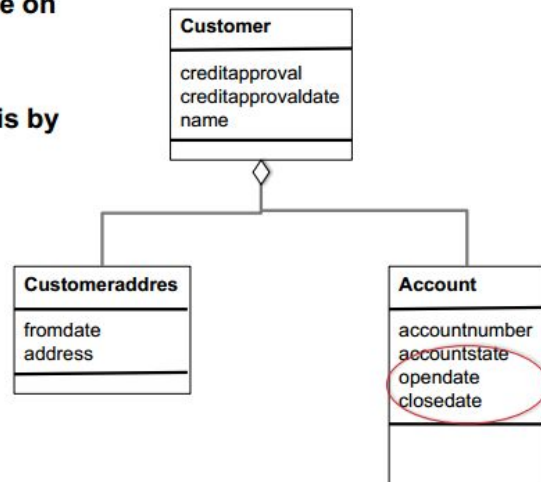 e on
is by
Customer
creditapproval
creditapprovaldate
name
Customeraddres
fromdate
address
Account
accountnumber
accountstate
opendate
closedate